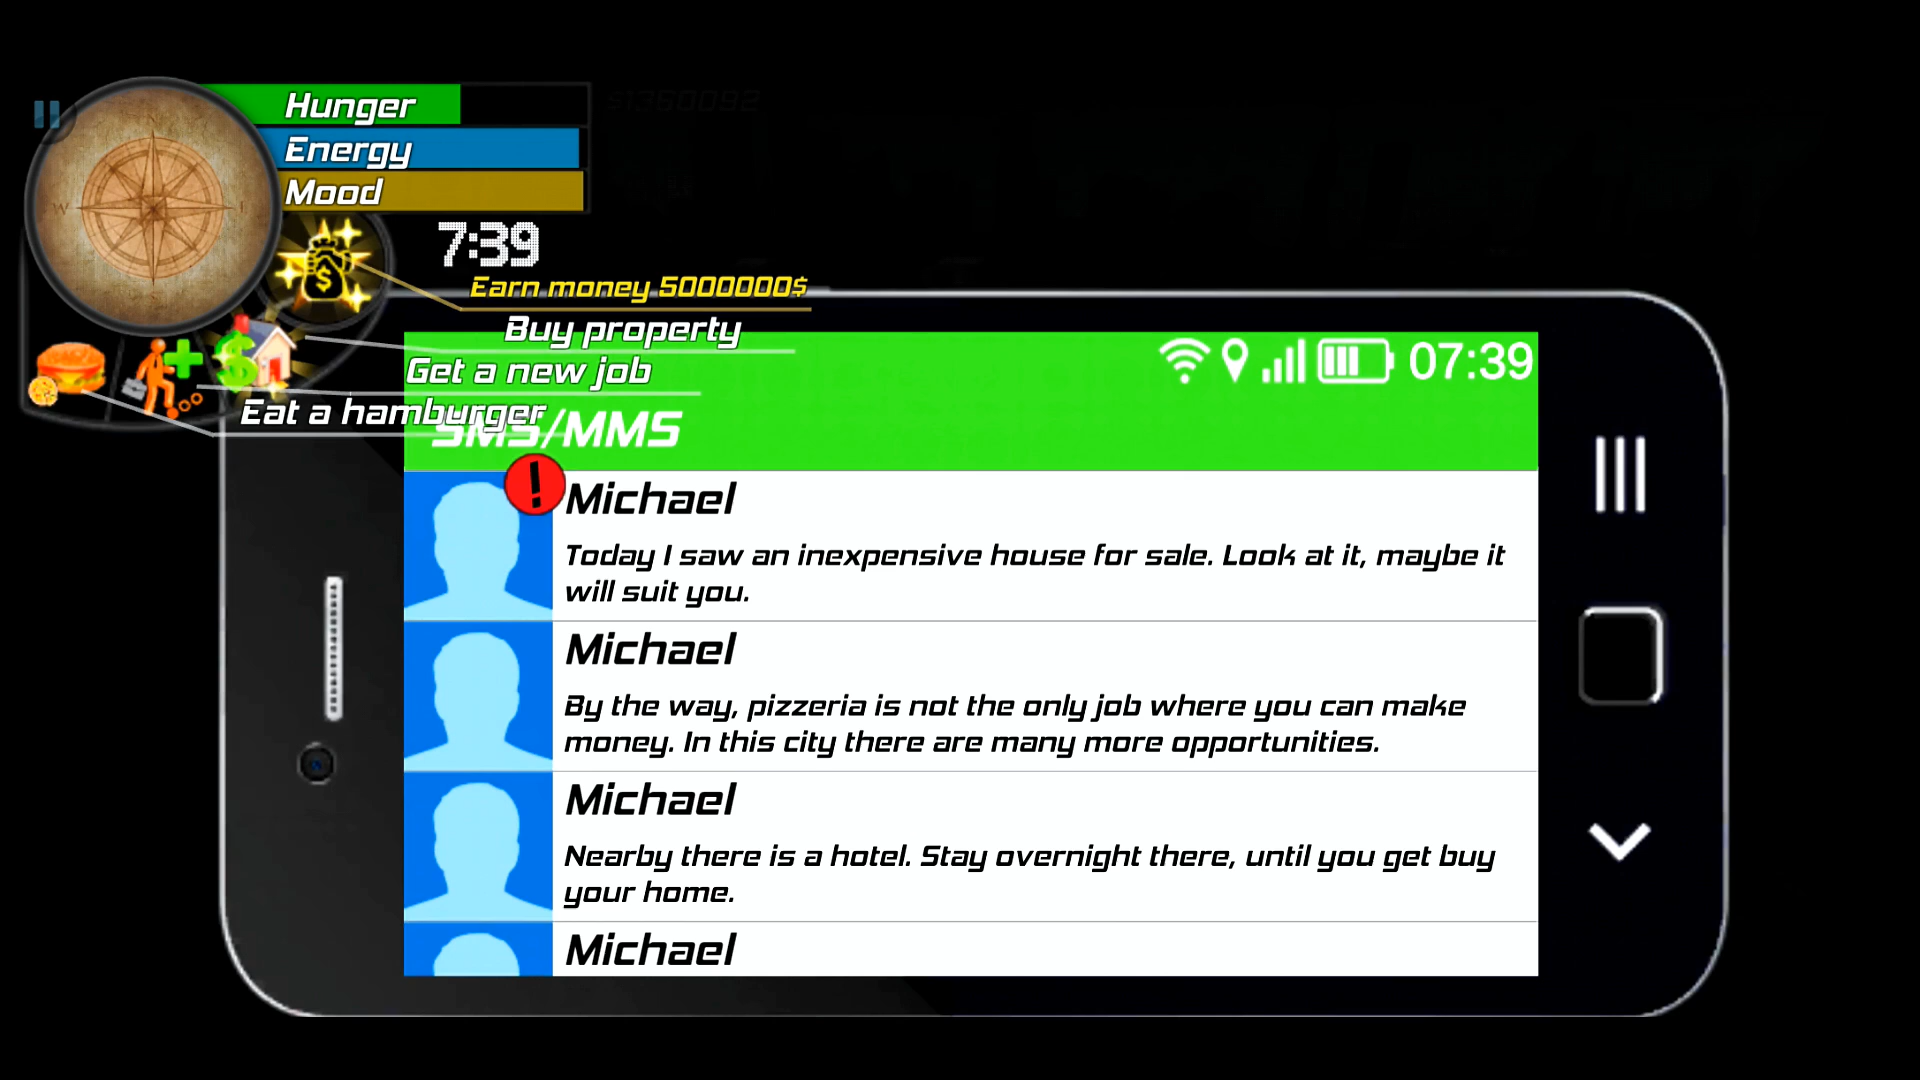 Hunger
$1360092
Energy
Mood
7:39
Earn money 5000000$
Buy property
Get a new job
Eat a hamburger
07:39
SMS/MMS
!
Michael
Today I saw an inexpensive house for sale. Look at it, maybe it
will suit you.
Michael
By the way, pizzeria is not the only job where you can make
money. In this city there are many more opportunities.
Michael
Nearby there is a hotel. Stay overnight there, until you get buy
your home.
Michael